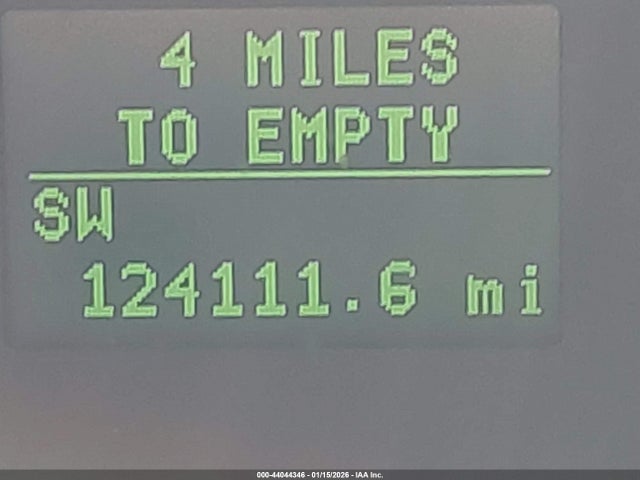 4 MILES
TO EMPTY
SW
124111.6 mi
000-44044346 - 01/15/2026 - IAA Inc.